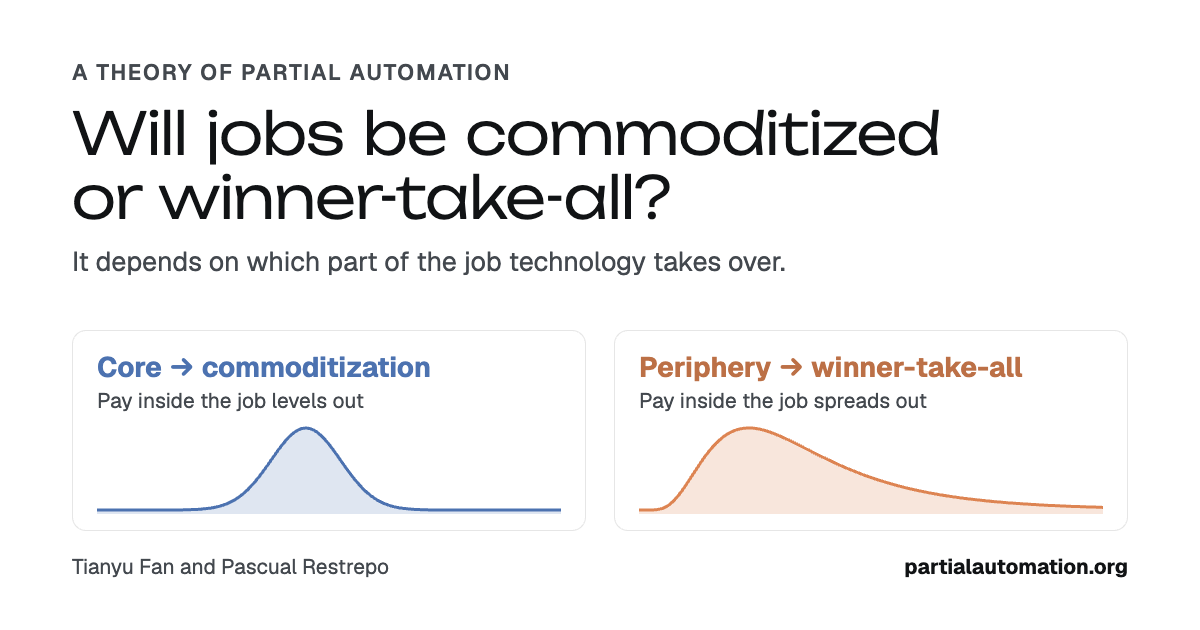 A THEORY OF PARTIAL AUTOMATION
Will jobs be commoditized
or winner-take-all?
It depends on which part of the job technology takes over.
Core → commoditization
Pay inside the job levels out
Periphery → winner-take-all
Pay inside the job spreads out
Tianyu Fan and Pascual Restrepo
partialautomation.org